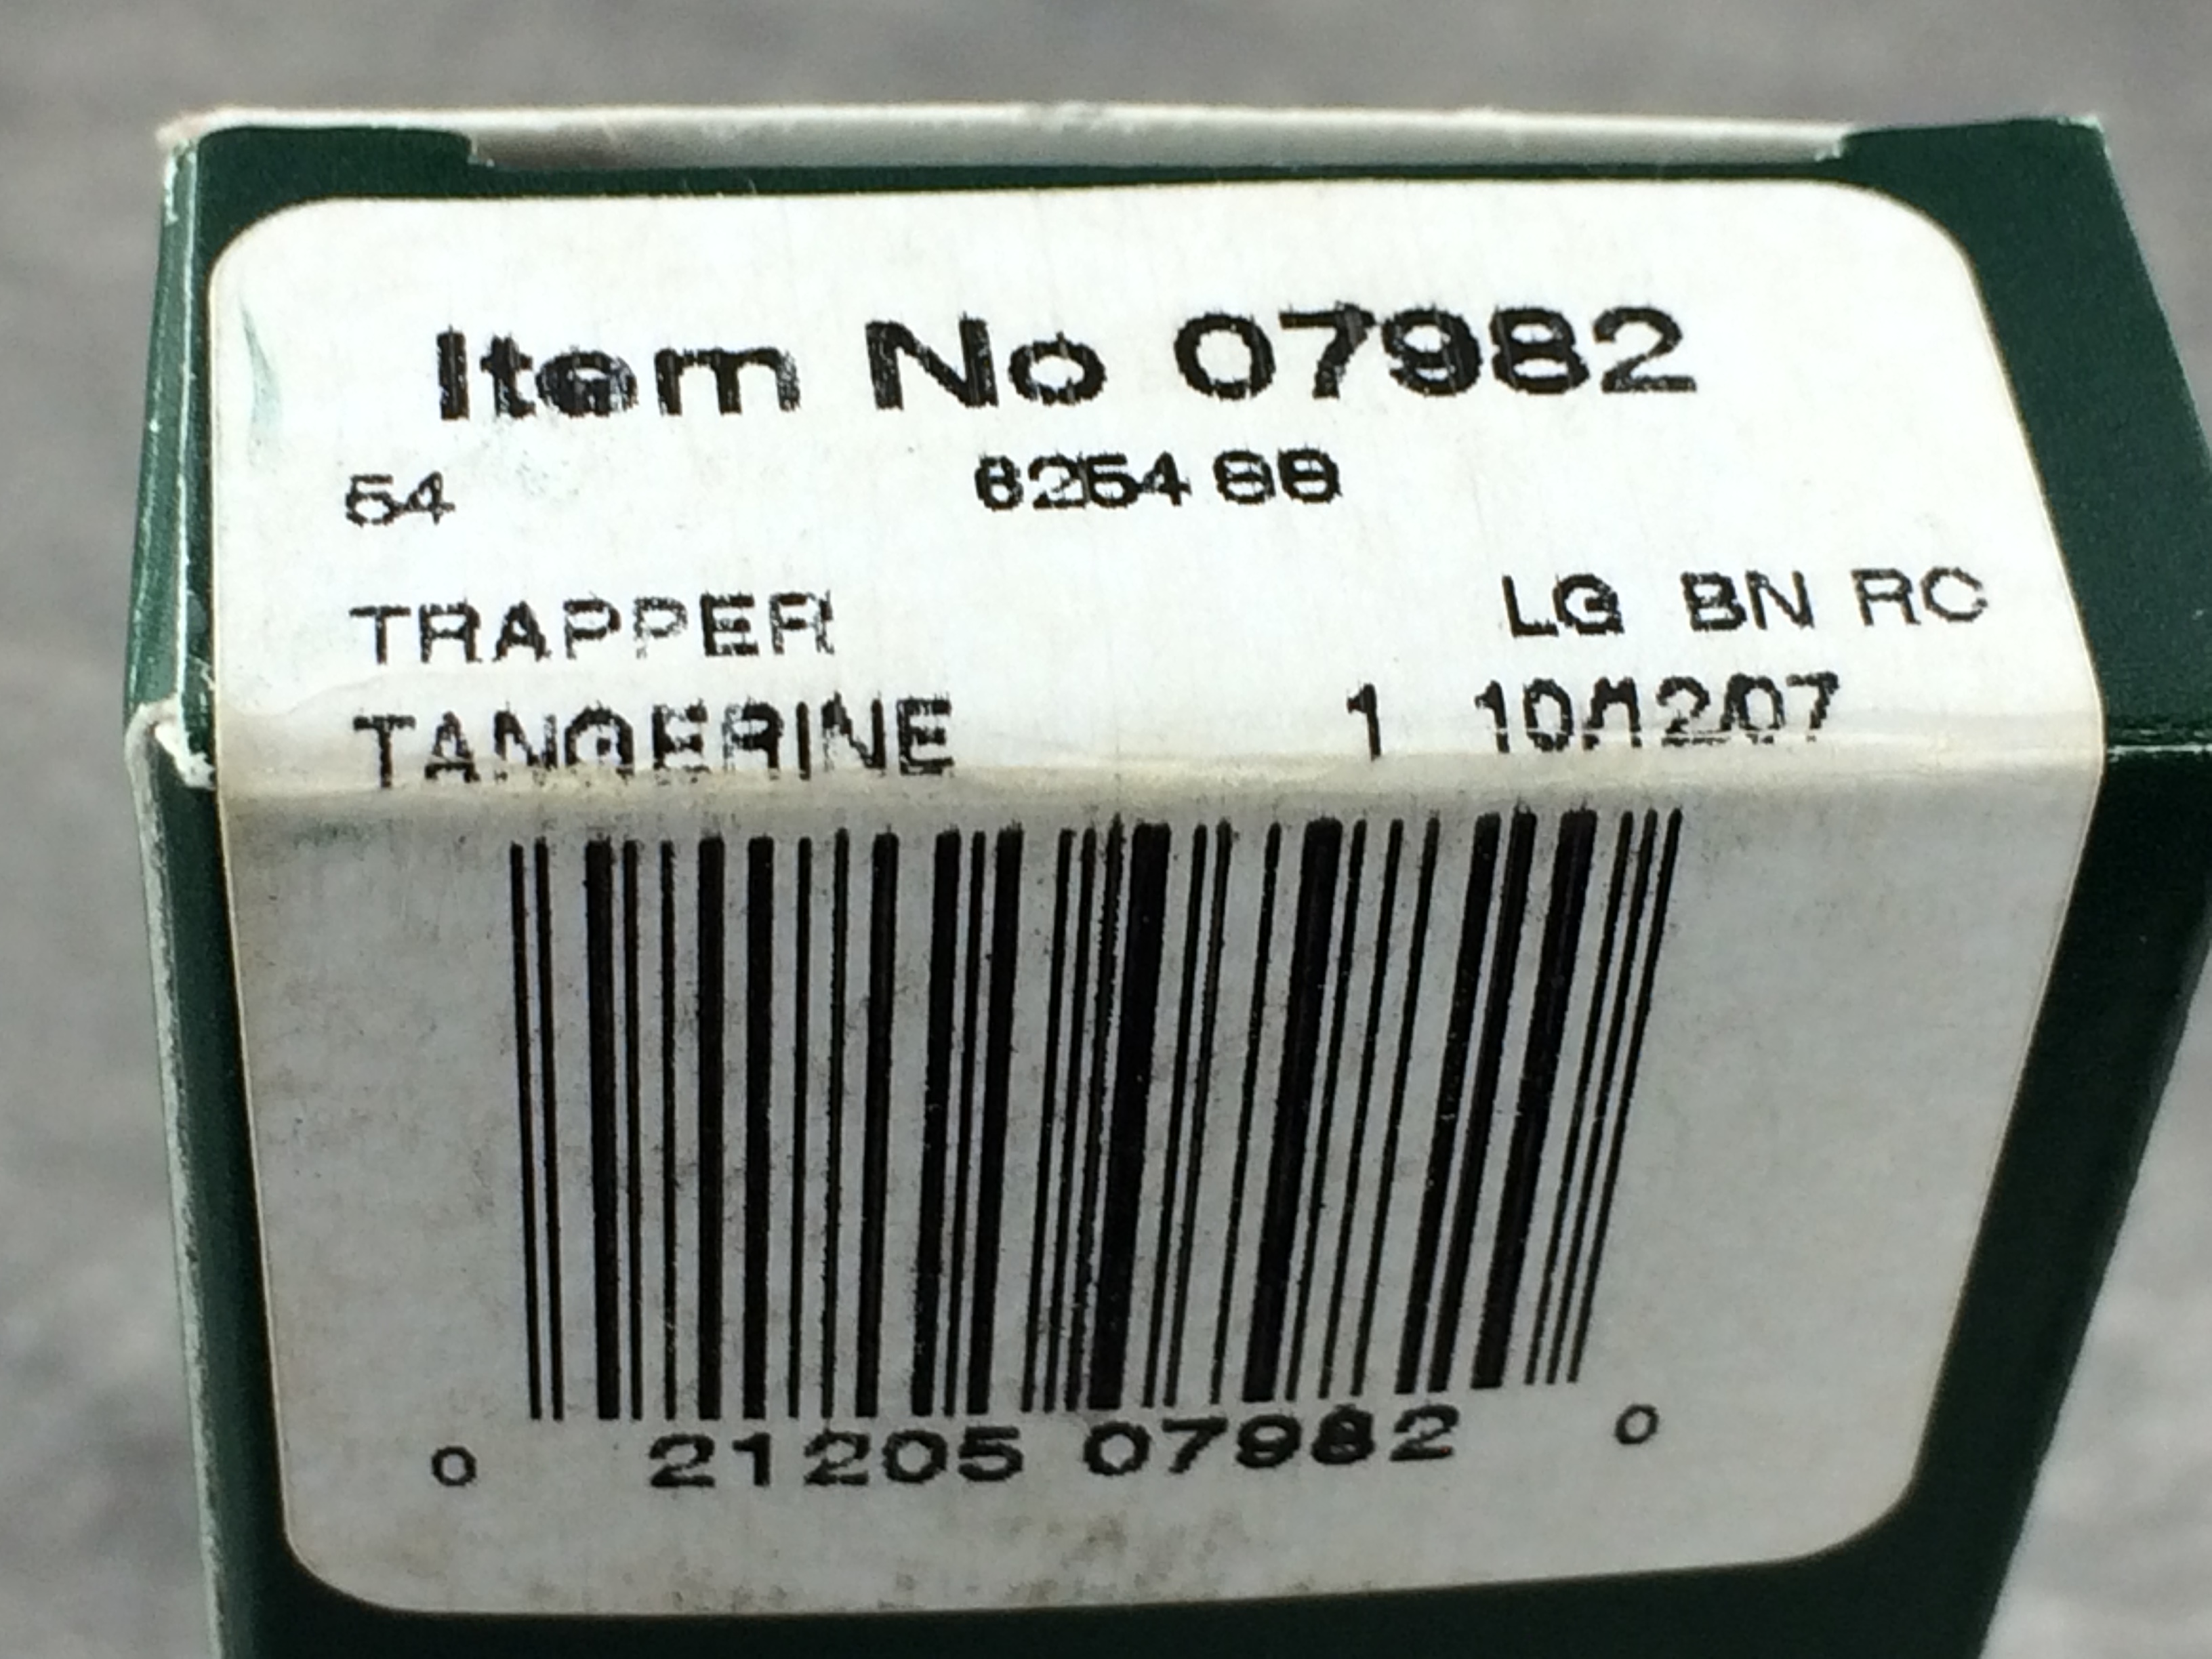 Item No 07982
54 6254 SS
TRAPPER LG BN RC
TANGERINE 1 10/12/07
0 21205 07982 0